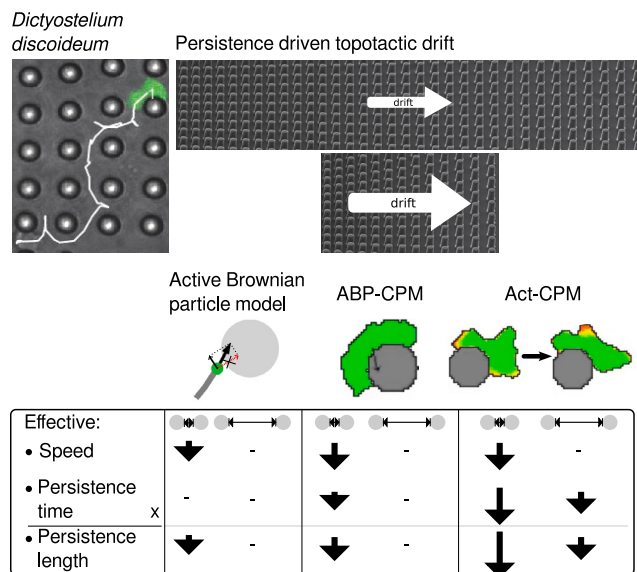 Dictyostelium
discoideum
Persistence driven topotactic drift
drift
drift
Active Brownian
particle model
ABP-CPM
Act-CPM
Effective:
• Speed - - -
• Persistence
time x - - -
• Persistence
length - -